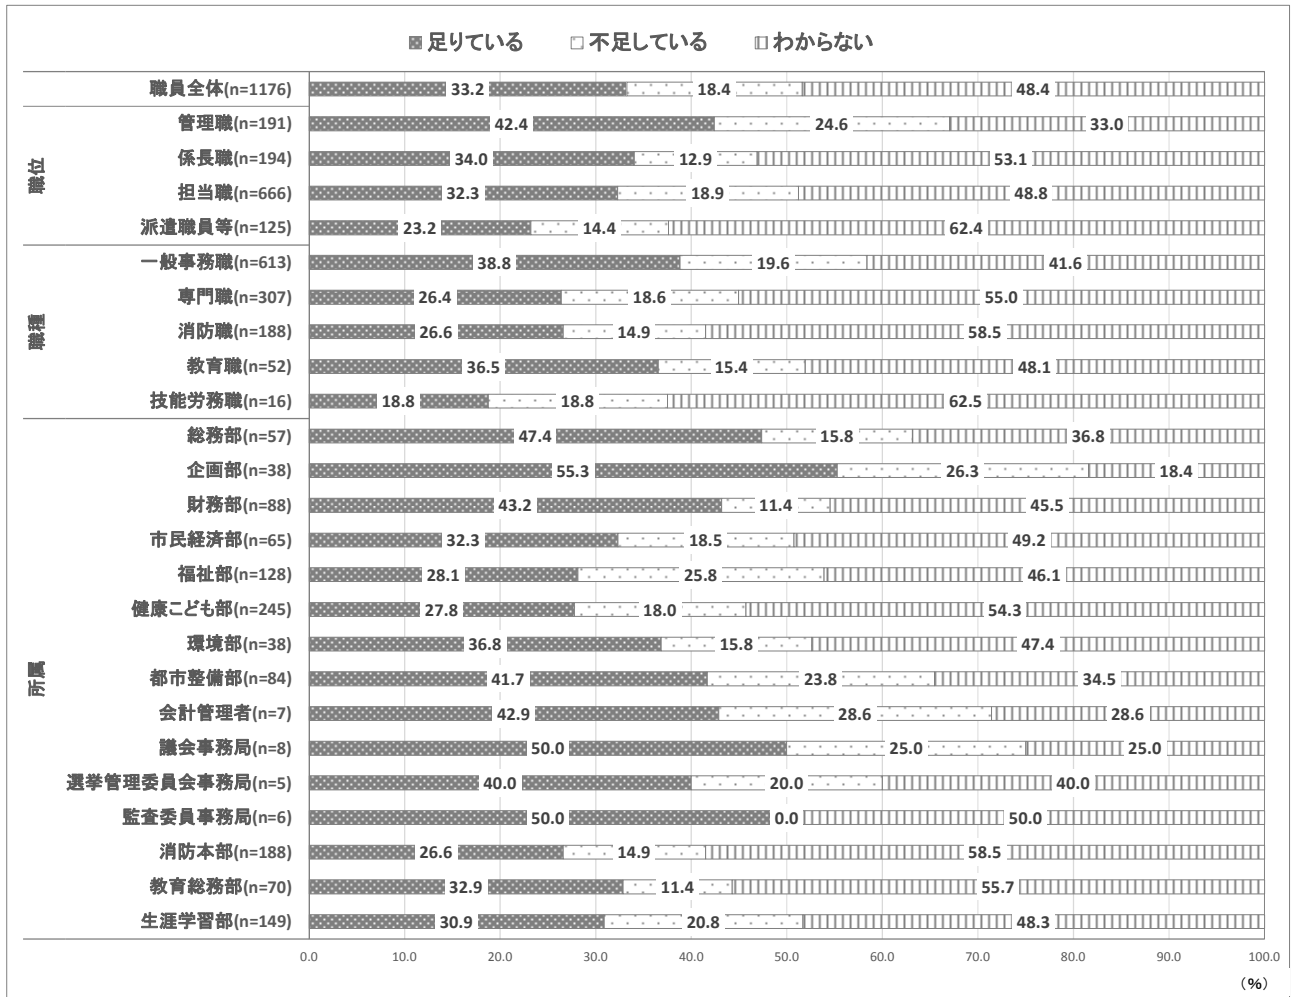 足りている 不足している わからない
職員全体(n=1176) 33.2 18.4 48.4
職位
管理職(n=191) 42.4 24.6 33.0
係長職(n=194) 34.0 12.9 53.1
担当職(n=666) 32.3 18.9 48.8
派遣職員等(n=125) 23.2 14.4 62.4
職種
一般事務職(n=613) 38.8 19.6 41.6
専門職(n=307) 26.4 18.6 55.0
消防職(n=188) 26.6 14.9 58.5
教育職(n=52) 36.5 15.4 48.1
技能労務職(n=16) 18.8 18.8 62.5
所属
総務部(n=57) 47.4 15.8 36.8
企画部(n=38) 55.3 26.3 18.4
財務部(n=88) 43.2 11.4 45.5
市民経済部(n=65) 32.3 18.5 49.2
福祉部(n=128) 28.1 25.8 46.1
健康こども部(n=245) 27.8 18.0 54.3
環境部(n=38) 36.8 15.8 47.4
都市整備部(n=84) 41.7 23.8 34.5
会計管理者(n=7) 42.9 28.6 28.6
議会事務局(n=8) 50.0 25.0 25.0
選挙管理委員会事務局(n=5) 40.0 20.0 40.0
監査委員事務局(n=6) 50.0 0.0 50.0
消防本部(n=188) 26.6 14.9 58.5
教育総務部(n=70) 32.9 11.4 55.7
生涯学習部(n=149) 30.9 20.8 48.3
0.0 10.0 20.0 30.0 40.0 50.0 60.0 70.0 80.0 90.0 100.0
(%)